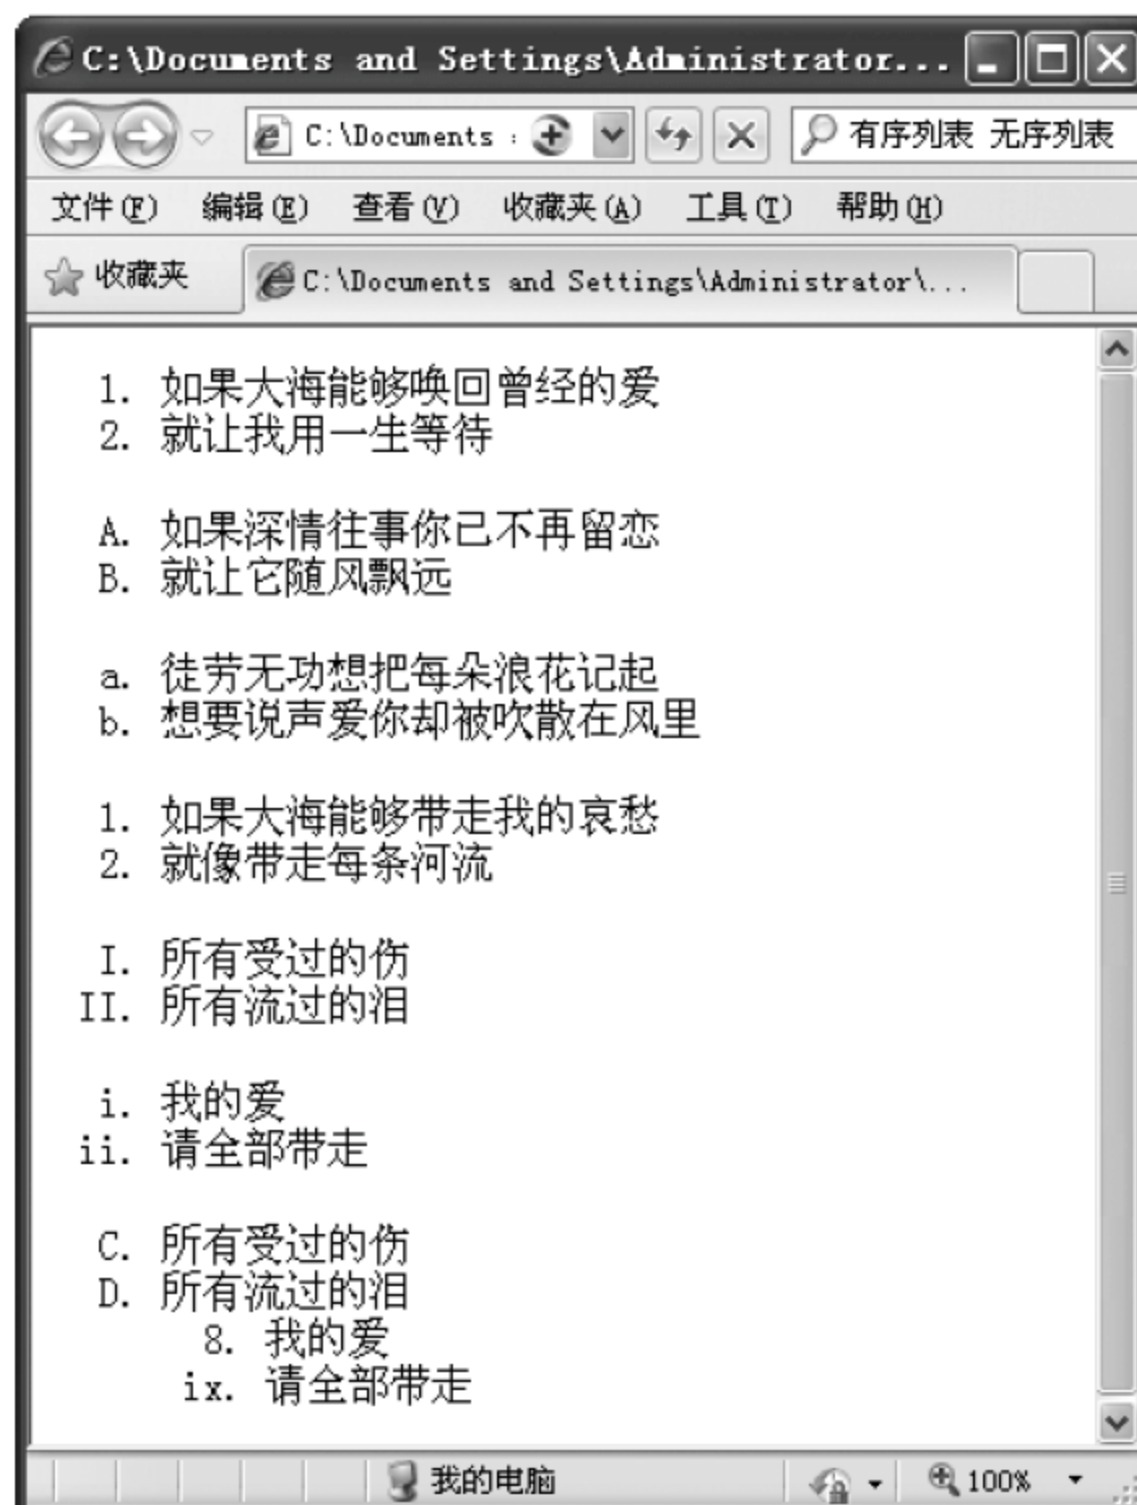 C:\Documents and Settings\Administrator...
C:\Documents
有序列表 无序列表
文件(F) 编辑(E) 查看(V) 收藏夹(A) 工具(T) 帮助(H)
收藏夹 C:\Documents and Settings\Administrator\...
1. 如果大海能够唤回曾经的爱
2. 就让我用一生等待
A. 如果深情往事你已不再留恋
B. 就让它随风飘远
a. 徒劳无功想把每朵浪花记起
b. 想要说声爱你却被吹散在风里
1. 如果大海能够带走我的哀愁
2. 就像带走每条河流
I. 所有受过的伤
II. 所有流过的泪
i. 我的爱
ii. 请全部带走
C. 所有受过的伤
D. 所有流过的泪
8. 我的爱
ix. 请全部带走
我的电脑 100%